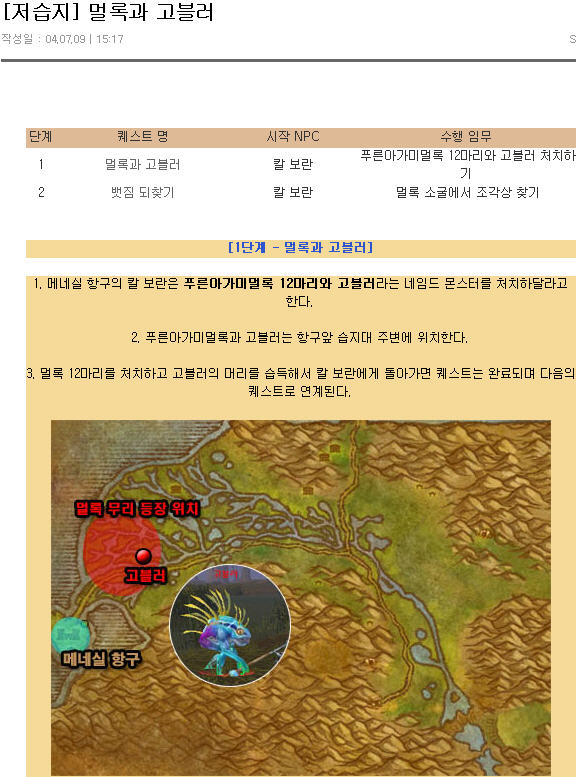 [저습지] 멀록과 고블러
작성일 : 04.07.09 | 15:17
S
단계 퀘스트 명 시작 NPC 수행 임무
1 멀록과 고블러 칼 보란 푸른아가미멀록 12마리와 고블러 처치하
기
2 뱃짐 되찾기 칼 보란 멀록 소굴에서 조각상 찾기
[1단계 - 멀록과 고블러]
1. 메네실 항구의 칼 보란은 푸른아가미멀록 12마리와 고블러라는 네임드 몬스터를 처치하달라고
한다.
2. 푸른아가미멀록과 고블러는 항구앞 습지대 주변에 위치한다.
3. 멀록 12마리를 처치하고 고블러의 머리를 습득해서 칼 보란에게 돌아가면 퀘스트는 완료되며 다음의
퀘스트로 연계된다.
멀록 무리 등장 위치
고블러
메네실 항구